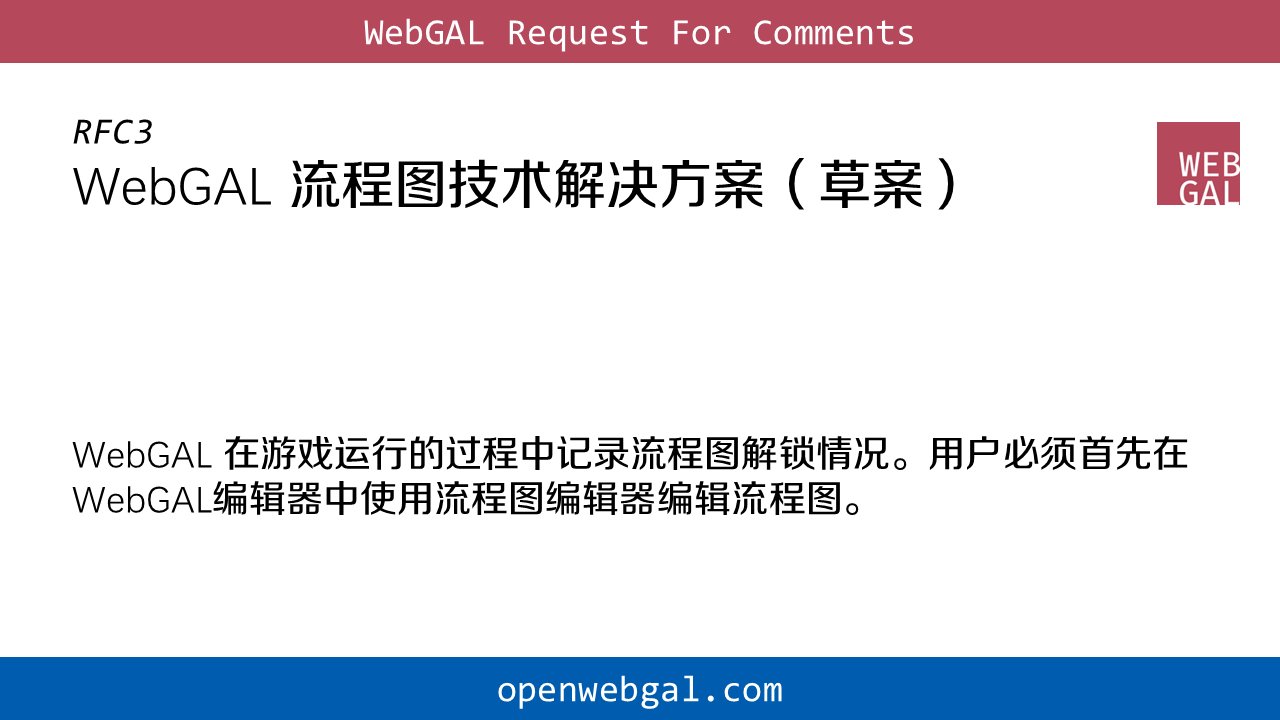 WebGAL Request For Comments
RFC3
WebGAL 流程图技术解决方案（草案）
WEB
GAL
WebGAL 在游戏运行的过程中记录流程图解锁情况。用户必须首先在
WebGAL编辑器中使用流程图编辑器编辑流程图。
openwebgal.com